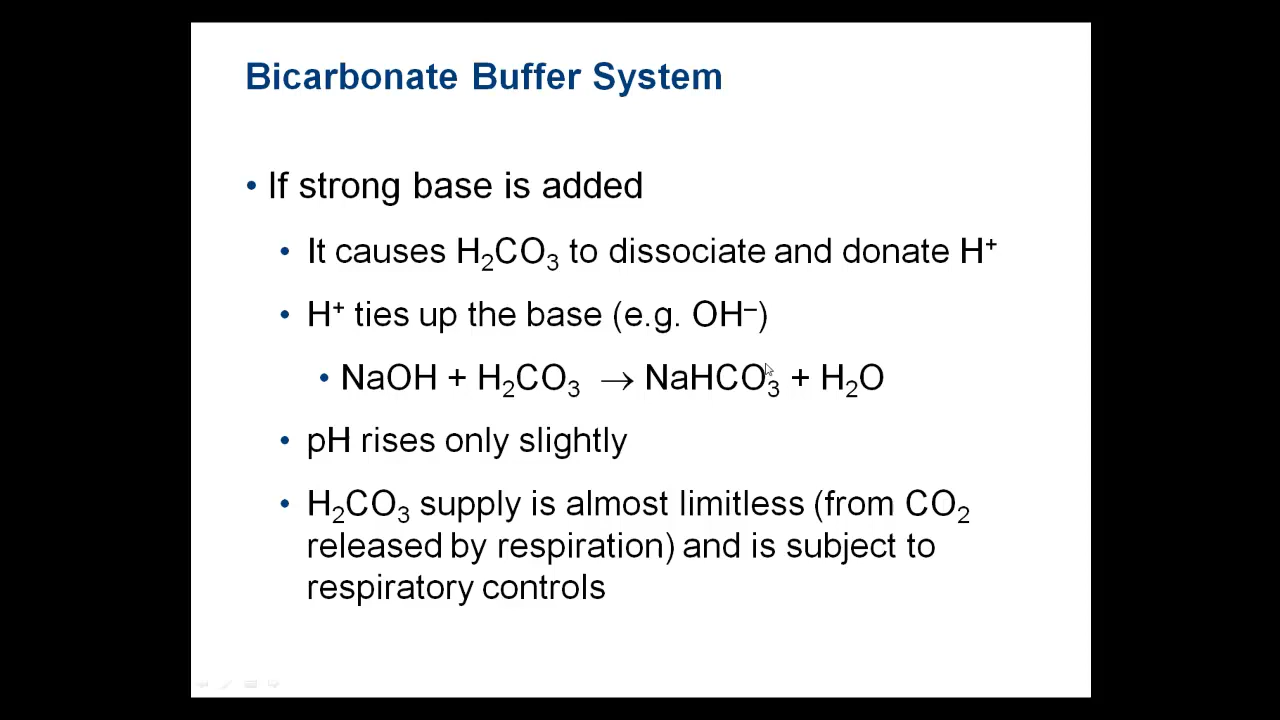 Bicarbonate Buffer System
• If strong base is added
• It causes H₂CO₃ to dissociate and donate H⁺
• H⁺ ties up the base (e.g. OH⁻)
• NaOH + H₂CO₃ → NaHCO₃ + H₂O
• pH rises only slightly
• H₂CO₃ supply is almost limitless (from CO₂
released by respiration) and is subject to
respiratory controls